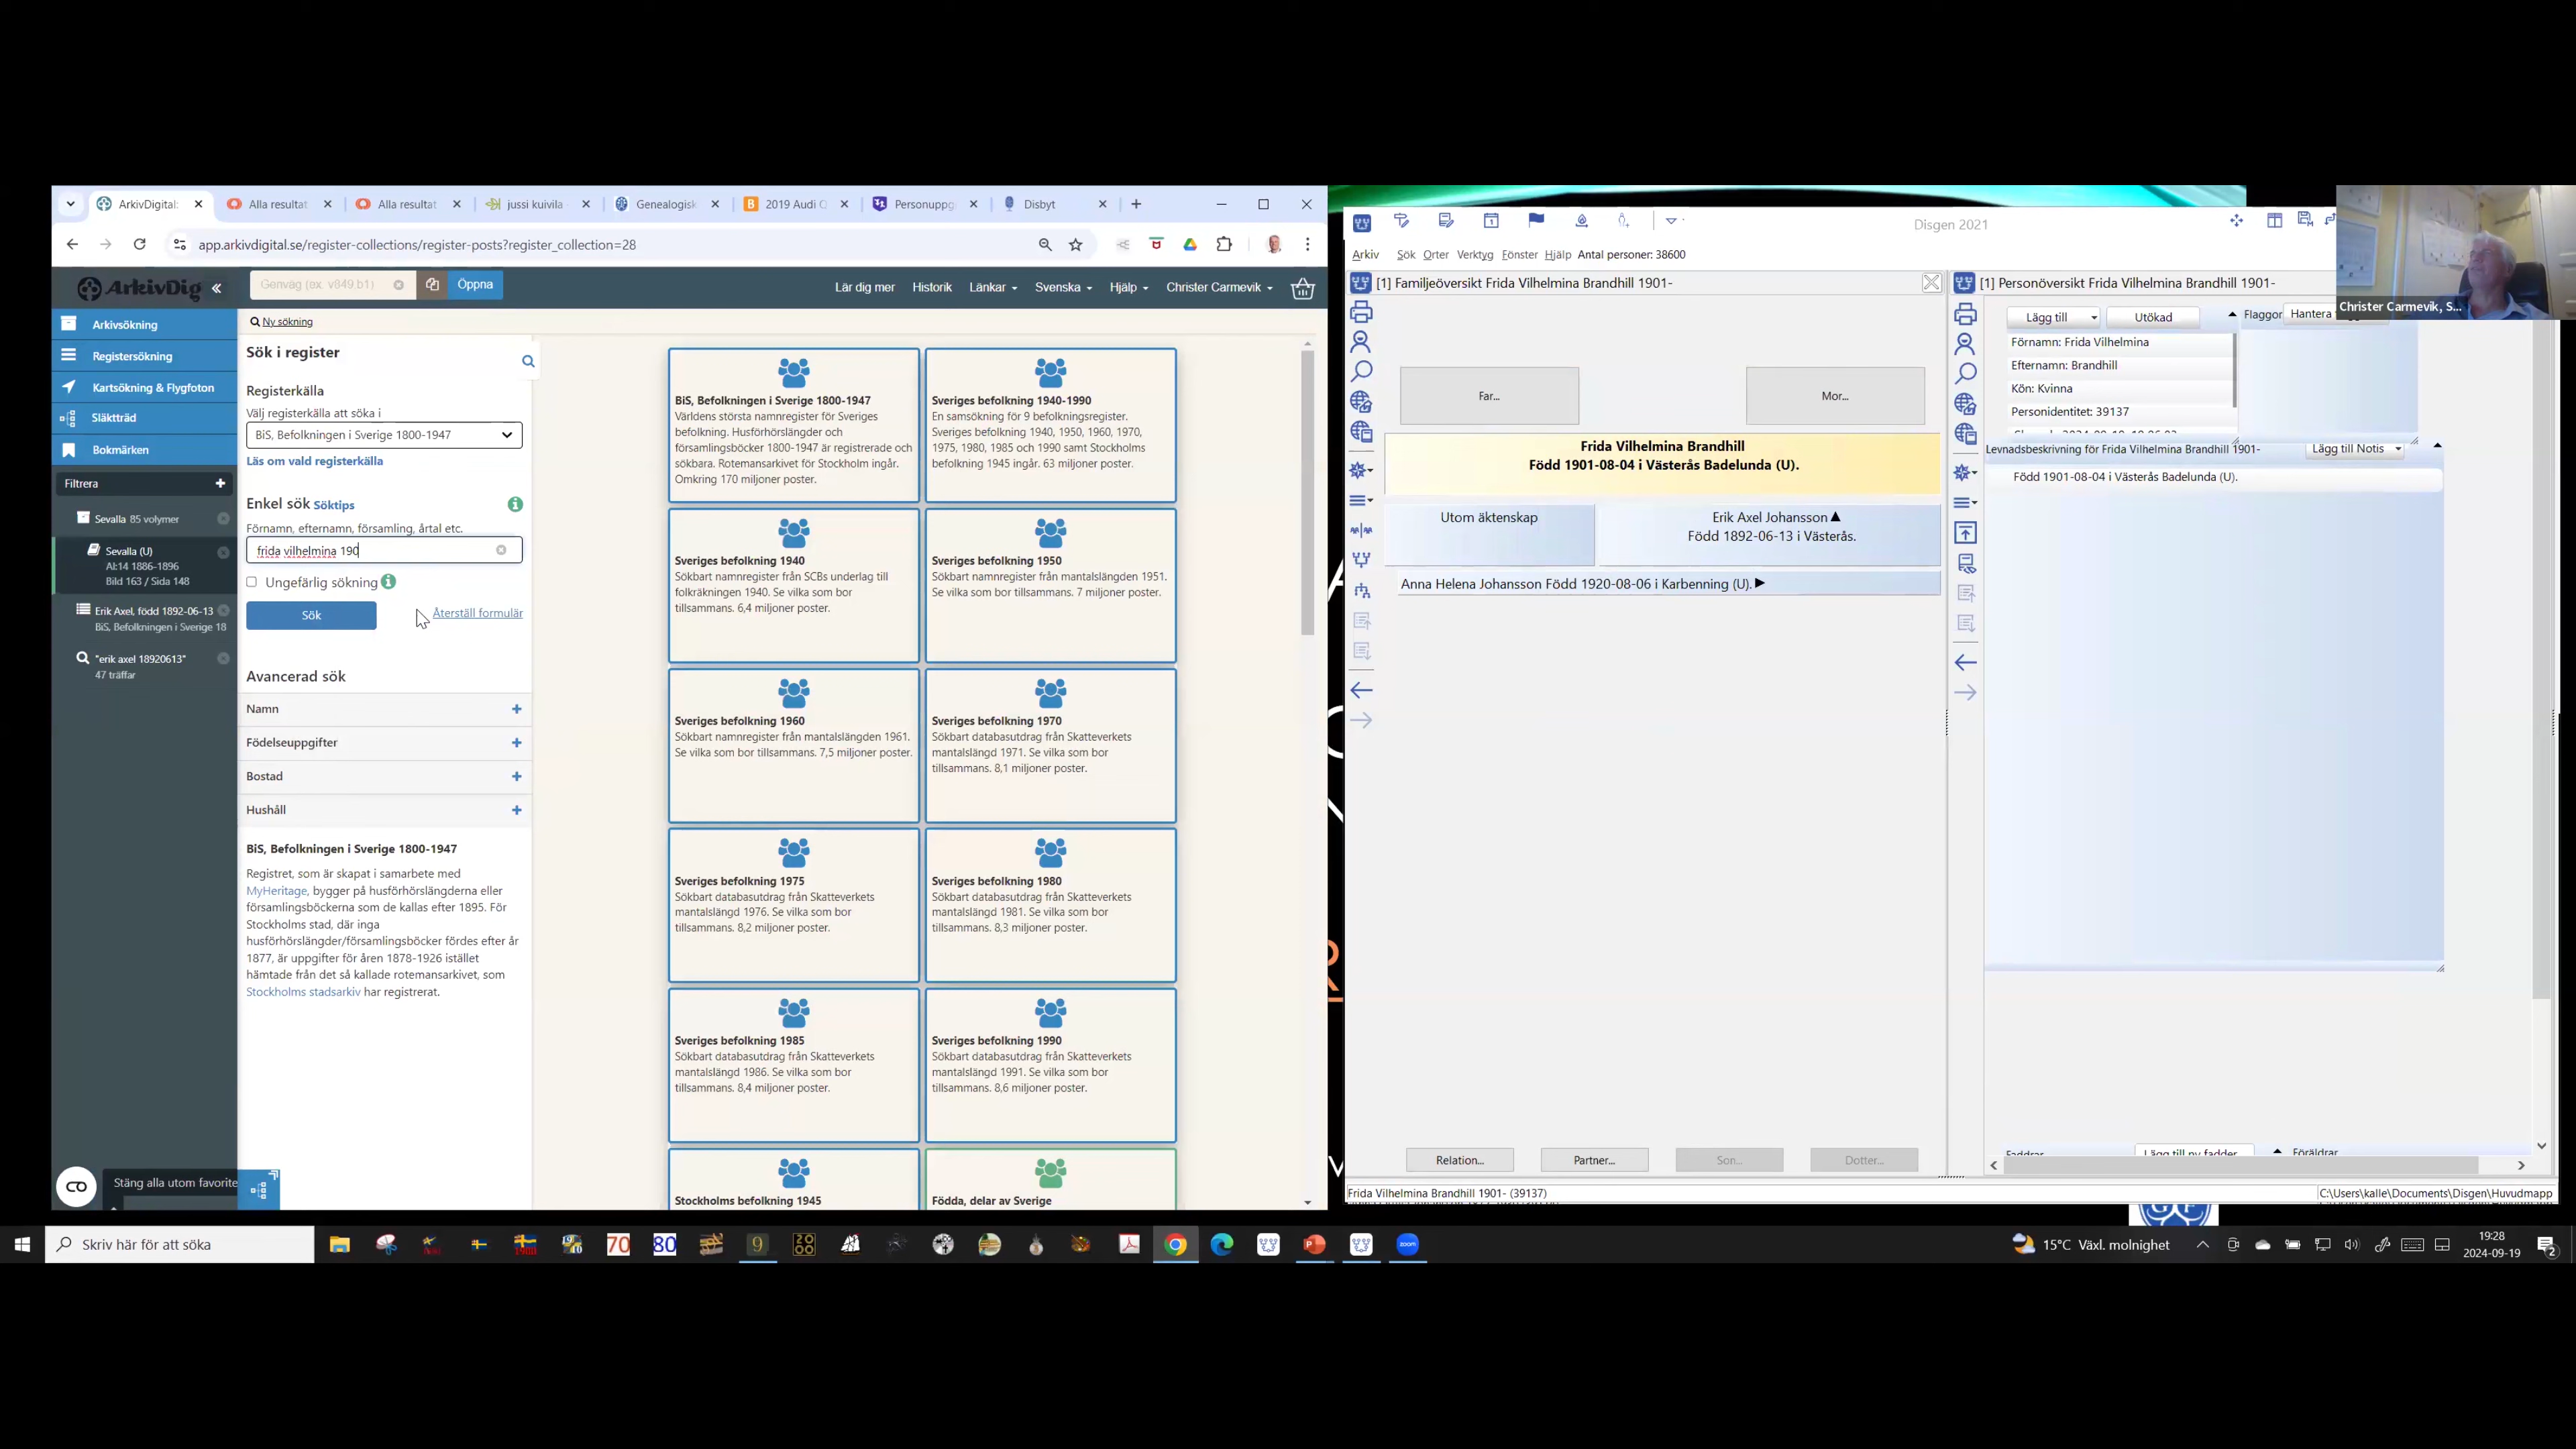 ArkivDigital:
Alla resultat
Alla resultat
jussi kuivila
Genealogisk
2019 Audi Q
Personuppg
Disbyt
app.arkivdigital.se/register-collections/register-posts?register_collection=28
ArkivDig
Genväg (ex. v849.b1)
Öppna
Lär dig mer
Historik
Länkar
Svenska
Hjälp
Christer Carmevik
Arkivsökning
Registersökning
Kartsökning & Flygfoton
Släktträd
Bokmärken
Filtrera
Sevalla 85 volymer
Sevalla (U)
AI:14 1886-1896
Bild 163 / Sida 148
Erik Axel, född 1892-06-13
BiS, Befolkningen i Sverige 18
"erik axel 18920613"
47 träffar
Stäng alla utom favorite
Ny sökning
Sök i register
Registerkälla
Välj registerkälla att söka i
BiS, Befolkningen i Sverige 1800-1947
Läs om vald registerkälla
Enkel sök Söktips
Förnamn, efternamn, församling, årtal etc.
frida vilhelmina 190
Ungefärlig sökning
Sök
Återställ formulär
Avancerad sök
Namn
Födelseuppgifter
Bostad
Hushåll
BiS, Befolkningen i Sverige 1800-1947
Registret, som är skapat i samarbete med
MyHeritage, bygger på husförhörslängderna eller
församlingsböckerna som de kallas efter 1895. För
Stockholms stad, där inga
husförhörslängder/församlingsböcker fördes efter år
1877, är uppgifter för åren 1878-1926 istället
hämtade från det så kallade rotemansarkivet, som
Stockholms stadsarkiv har registrerat.
BiS, Befolkningen i Sverige 1800-1947
Världens största namnregister för Sveriges
befolkning. Husförhörslängder och
församlingsböcker 1800-1947 är registrerade och
sökbara. Rotemansarkivet för Stockholm ingår.
Omkring 170 miljoner poster.
Sveriges befolkning 1940-1990
En samsökning för 9 befolkningsregister.
Sveriges befolkning 1940, 1950, 1960, 1970,
1975, 1980, 1985 och 1990 samt Stockholms
befolkning 1945 ingår. 63 miljoner poster.
Sveriges befolkning 1940
Sökbart namnregister från SCBs underlag till
folkräkningen 1940. Se vilka som bor
tillsammans. 6,4 miljoner poster.
Sveriges befolkning 1950
Sökbart namnregister från mantalslängden 1951.
Se vilka som bor tillsammans. 7 miljoner poster.
Sveriges befolkning 1960
Sökbart namnregister från mantalslängden 1961.
Se vilka som bor tillsammans. 7,5 miljoner poster.
Sveriges befolkning 1970
Sökbart databasutdrag från Skatteverkets
mantalslängd 1971. Se vilka som bor
tillsammans. 8,1 miljoner poster.
Sveriges befolkning 1975
Sökbart databasutdrag från Skatteverkets
mantalslängd 1976. Se vilka som bor
tillsammans. 8,2 miljoner poster.
Sveriges befolkning 1980
Sökbart databasutdrag från Skatteverkets
mantalslängd 1981. Se vilka som bor
tillsammans. 8,3 miljoner poster.
Sveriges befolkning 1985
Sökbart databasutdrag från Skatteverkets
mantalslängd 1986. Se vilka som bor
tillsammans. 8,4 miljoner poster.
Sveriges befolkning 1990
Sökbart databasutdrag från Skatteverkets
mantalslängd 1991. Se vilka som bor
tillsammans. 8,6 miljoner poster.
Stockholms befolkning 1945
Födda, delar av Sverige
Disgen 2021
Arkiv Sök Orter Verktyg Fönster Hjälp Antal personer: 38600
[1] Familjeöversikt Frida Vilhelmina Brandhill 1901-
Far...
Mor...
Frida Vilhelmina Brandhill
Född 1901-08-04 i Västerås Badelunda (U).
Utom äktenskap
Erik Axel Johansson
Född 1892-06-13 i Västerås.
Anna Helena Johansson Född 1920-08-06 i Karbenning (U).
Relation...
Partner...
Son...
Dotter...
Frida Vilhelmina Brandhill 1901- (39137)
[1] Personöversikt Frida Vilhelmina Brandhill 1901-
Lägg till
Utökad
Flaggor
Hantera
Förnamn: Frida Vilhelmina
Efternamn: Brandhill
Kön: Kvinna
Personidentitet: 39137
Levnadsbeskrivning för Frida Vilhelmina Brandhill 1901-
Lägg till Notis
Född 1901-08-04 i Västerås Badelunda (U).
Faddrar
Lägg till ny fadder
Föräldrar
C:\Users\kalle\Documents\Disgen\Huvudmapp
Christer Carmevik, S...
Skriv här för att söka
70
80
9
zoom
15°C Växl. molnighet
19:28
2024-09-19
2